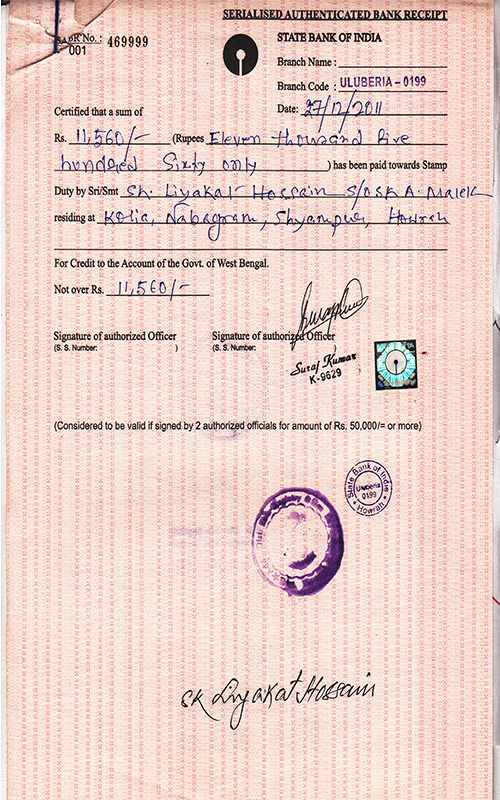 SERIALISED AUTHENTICATED BANK RECEIPT
SABR No.: 469999
001
STATE BANK OF INDIA
Branch Name :
Branch Code : ULUBERIA - 0199
Date: 27/12/2011
Certified that a sum of
Rs. 11,560/- (Rupees Eleven thousand five
hundred Sixty only ) has been paid towards Stamp
Duty by Sri/Smt Sk. Liyakat Hossain S/O SK A. Malek
residing at Kolia, Nabagram, Shyampur, Howrah
For Credit to the Account of the Govt. of West Bengal.
Not over Rs. 11,560/-
Signature of authorized Officer Signature of authorized Officer
(S. S. Number: ) (S. S. Number: )
Suraj Kumar
K-9629
(Considered to be valid if signed by 2 authorized officials for amount of Rs. 50,000/= or more)
State Bank of India
Uluberia
0199
Howrah
SK Liyakat Hossain